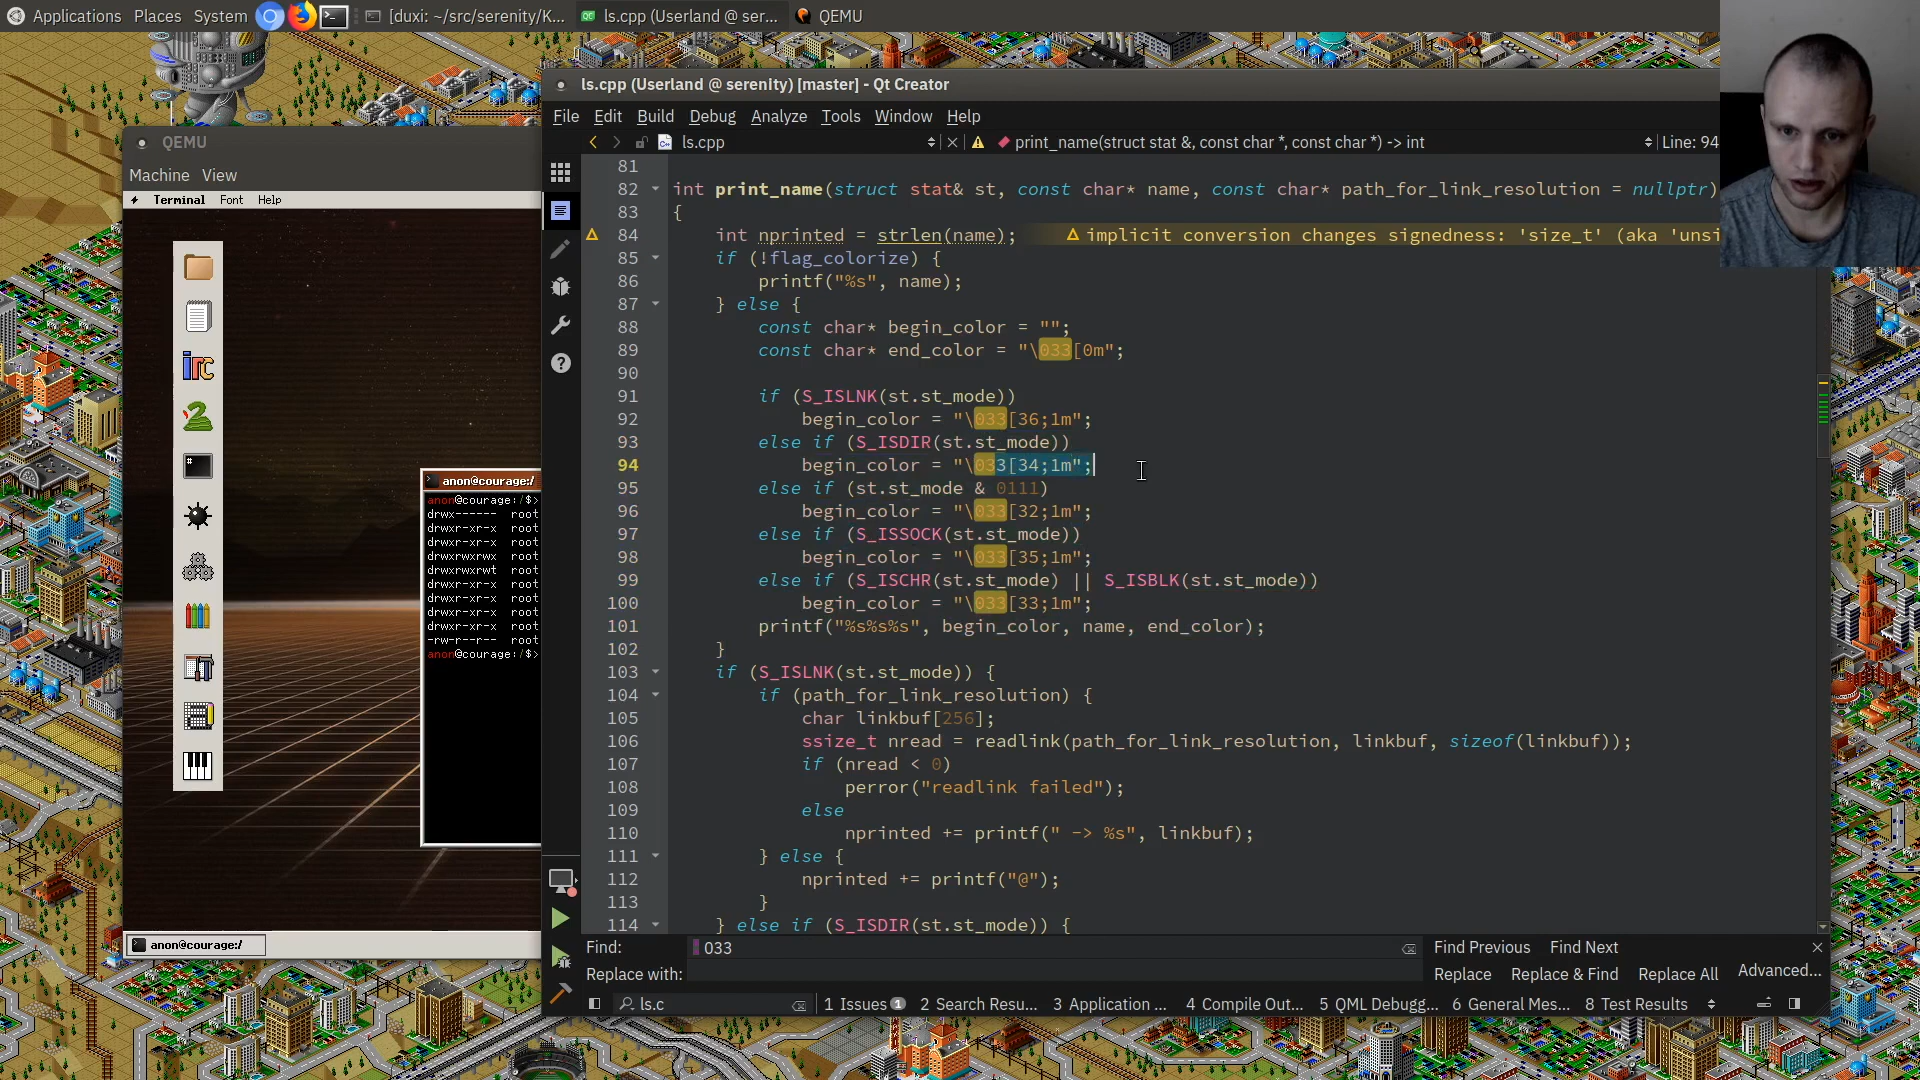 Applications Places System [duxi: ~/src/serenity/K... ls.cpp (Userland @ ser... QEMU
ls.cpp (Userland @ serenity) [master] - Qt Creator
File Edit Build Debug Analyze Tools Window Help
ls.cpp print_name(struct stat &, const char *, const char *) -> int Line: 94
QEMU
Machine View
Terminal Font Help
irc
anon@courage:/
anon@courage:/$>
drwx------ root
drwxr-xr-x root
drwxr-xr-x root
drwxrwxrwx root
drwxrwxrwt root
drwxr-xr-x root
drwxr-xr-x root
drwxr-xr-x root
drwxr-xr-x root
-rw-r--r-- root
anon@courage:/$>
anon@courage:/
81
82 int print_name(struct stat& st, const char* name, const char* path_for_link_resolution = nullptr)
83 {
84 int nprinted = strlen(name); implicit conversion changes signedness: 'size_t' (aka 'unsi
85 if (!flag_colorize) {
86 printf("%s", name);
87 } else {
88 const char* begin_color = "";
89 const char* end_color = "\033[0m";
90
91 if (S_ISLNK(st.st_mode))
92 begin_color = "\033[36;1m";
93 else if (S_ISDIR(st.st_mode))
94 begin_color = "\033[34;1m";
95 else if (st.st_mode & 0111)
96 begin_color = "\033[32;1m";
97 else if (S_ISSOCK(st.st_mode))
98 begin_color = "\033[35;1m";
99 else if (S_ISCHR(st.st_mode) || S_ISBLK(st.st_mode))
100 begin_color = "\033[33;1m";
101 printf("%s%s%s", begin_color, name, end_color);
102 }
103 if (S_ISLNK(st.st_mode)) {
104 if (path_for_link_resolution) {
105 char linkbuf[256];
106 ssize_t nread = readlink(path_for_link_resolution, linkbuf, sizeof(linkbuf));
107 if (nread < 0)
108 perror("readlink failed");
109 else
110 nprinted += printf(" -> %s", linkbuf);
111 } else {
112 nprinted += printf("@");
113 }
114 } else if (S_ISDIR(st.st_mode)) {
Find: 033 Find Previous Find Next
Replace with: Replace Replace & Find Replace All Advanced...
ls.c 1 Issues 1 2 Search Resu... 3 Application ... 4 Compile Out... 5 QML Debugg... 6 General Mes... 8 Test Results